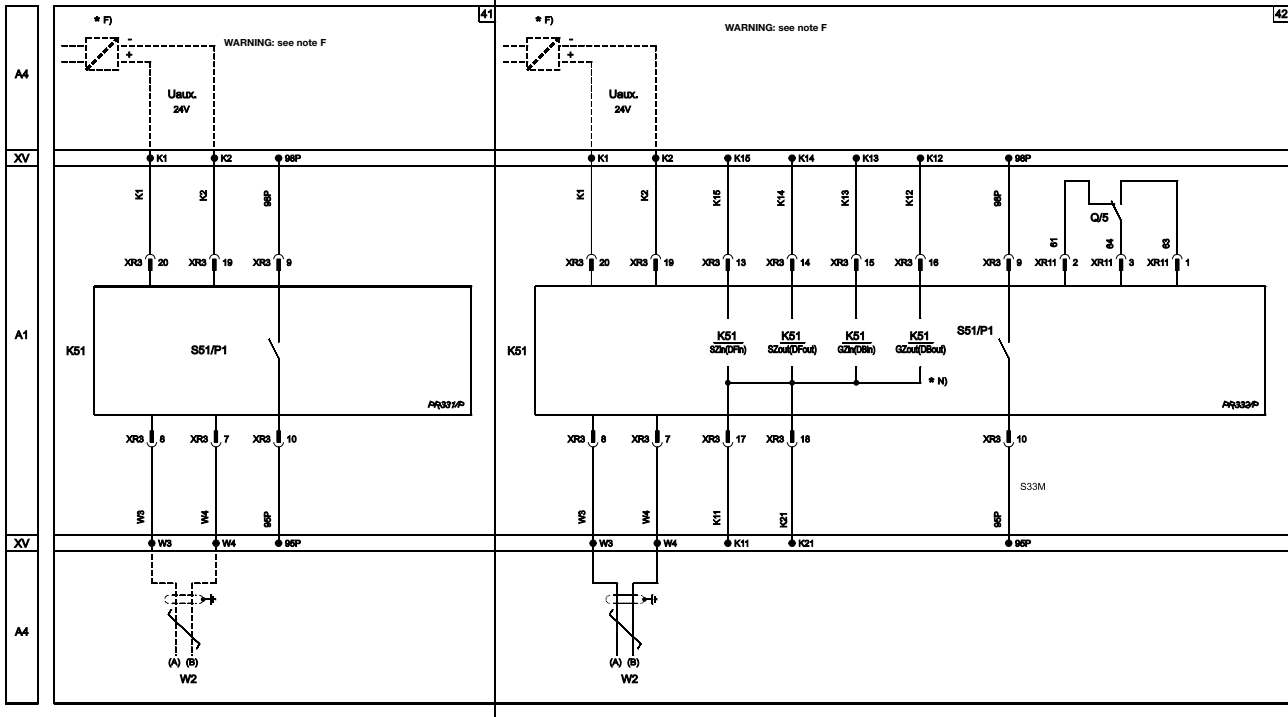 41
42
* F)
WARNING: see note F
* F)
WARNING: see note F
-
+
-
+
A4
Uaux.
24V
Uaux.
24V
XV
K1
K2
98P
K1
K2
K15
K14
K13
K12
98P
K1
K2
98P
K1
K2
K15
K14
K13
K12
98P
Q/5
61
64
63
XR3 20
XR3 19
XR3 9
XR3 20
XR3 19
XR3 13
XR3 14
XR3 15
XR3 16
XR3 9
XR11 2
XR11 3
XR11 1
A1
K51
S51/P1
K51
K51
SZin(DFin)
K51
SZout(DFout)
K51
GZin(DBin)
K51
GZout(DBout)
S51/P1
* N)
PR331/P
PR332/P
XR3 8
XR3 7
XR3 10
XR3 8
XR3 7
XR3 17
XR3 18
XR3 10
S33M
W3
W4
95P
W3
W4
K11
K21
95P
XV
W3
W4
95P
W3
W4
K11
K21
95P
A4
(A) (B)
W2
(A) (B)
W2